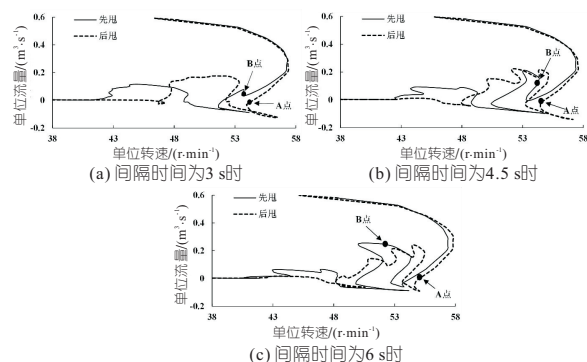 0.6
0.4
0.2
0
-0.2
先甩
后甩
B点
A点
38 43 48 53 58
单位流量/(m³·s⁻¹)
单位转速/(r·min⁻¹)
(a) 间隔时间为3 s时
0.6
0.4
0.2
0
-0.2
先甩
后甩
B点
A点
38 43 48 53 58
单位流量/(m³·s⁻¹)
单位转速/(r·min⁻¹)
(b) 间隔时间为4.5 s时
0.6
0.4
0.2
0
-0.2
先甩
后甩
B点
A点
38 43 48 53 58
单位流量/(m³·s⁻¹)
单位转速/(r·min⁻¹)
(c) 间隔时间为6 s时